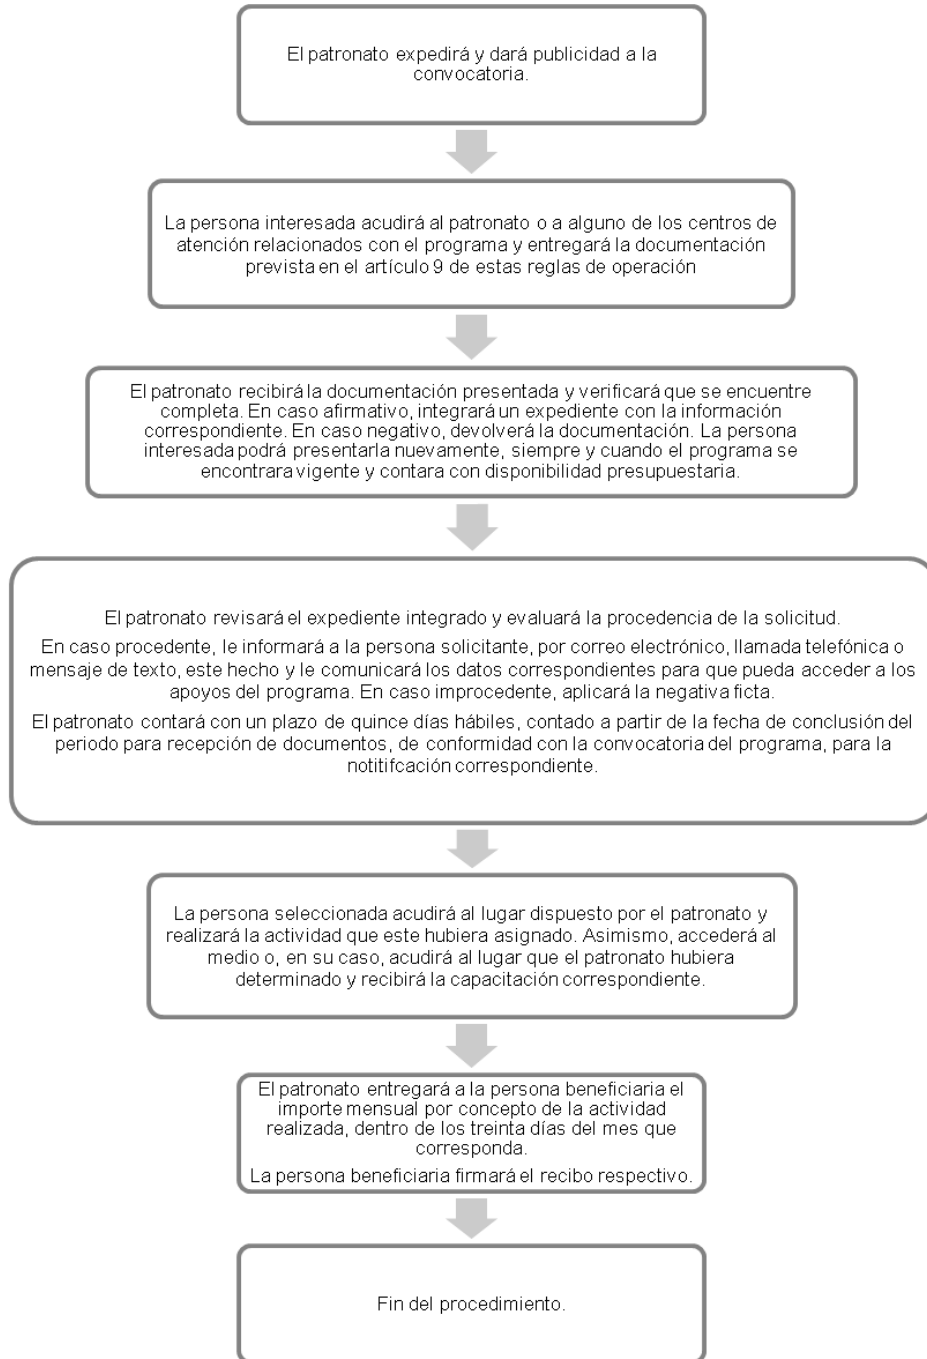 El patronato expedirá y dará publicidad a la
convocatoria.
La persona interesada acudirá al patronato o a alguno de los centros de
atención relacionados con el programa y entregará la documentación
prevista en el artículo 9 de estas reglas de operación
El patronato recibirá la documentación presentada y verificará que se encuentre
completa. En caso afirmativo, integrará un expediente con la información
correspondiente. En caso negativo, devolverá la documentación. La persona
interesada podrá presentarla nuevamente, siempre y cuando el programa se
encontrara vigente y contara con disponibilidad presupuestaria.
El patronato revisará el expediente integrado y evaluará la procedencia de la solicitud.
En caso procedente, le informará a la persona solicitante, por correo electrónico, llamada telefónica o
mensaje de texto, este hecho y le comunicará los datos correspondientes para que pueda acceder a los
apoyos del programa. En caso improcedente, aplicará la negativa ficta.
El patronato contará con un plazo de quince días hábiles, contado a partir de la fecha de conclusión del
periodo para recepción de documentos, de conformidad con la convocatoria del programa, para la
notitifcación correspondiente.
La persona seleccionada acudirá al lugar dispuesto por el patronato y
realizará la actividad que este hubiera asignado. Asimismo, accederá al
medio o, en su caso, acudirá al lugar que el patronato hubiera
determinado y recibirá la capacitación correspondiente.
El patronato entregará a la persona beneficiaria el
importe mensual por concepto de la actividad
realizada, dentro de los treinta días del mes que
corresponda.
La persona beneficiaria firmará el recibo respectivo.
Fin del procedimiento.